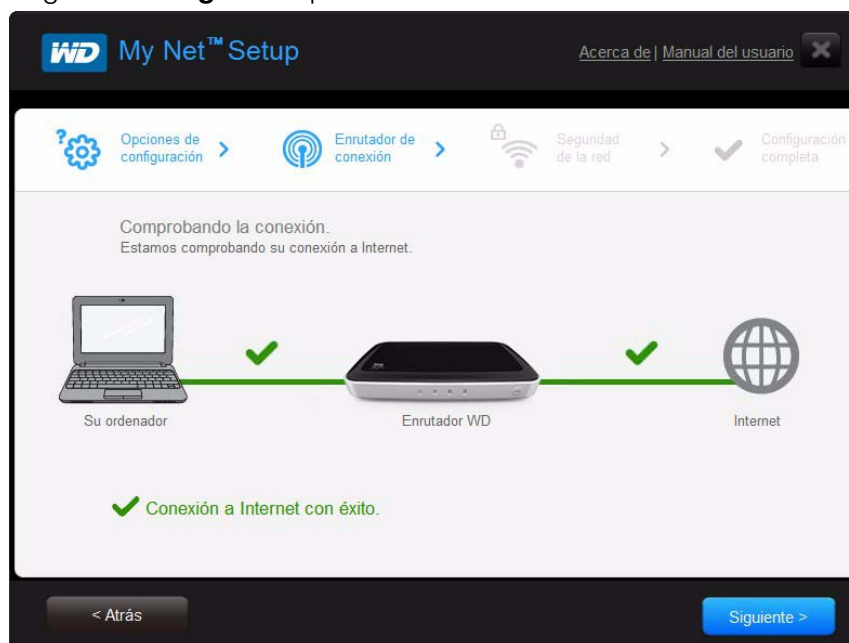 WD My Net™ Setup
Acerca de | Manual del usuario
Opciones de
configuración
Enrutador de
conexión
Seguridad
de la red
Configuración
completa
Comprobando la conexión.
Estamos comprobando su conexión a Internet.
Su ordenador
Enrutador WD
Internet
Conexión a Internet con éxito.
< Atrás
Siguiente >